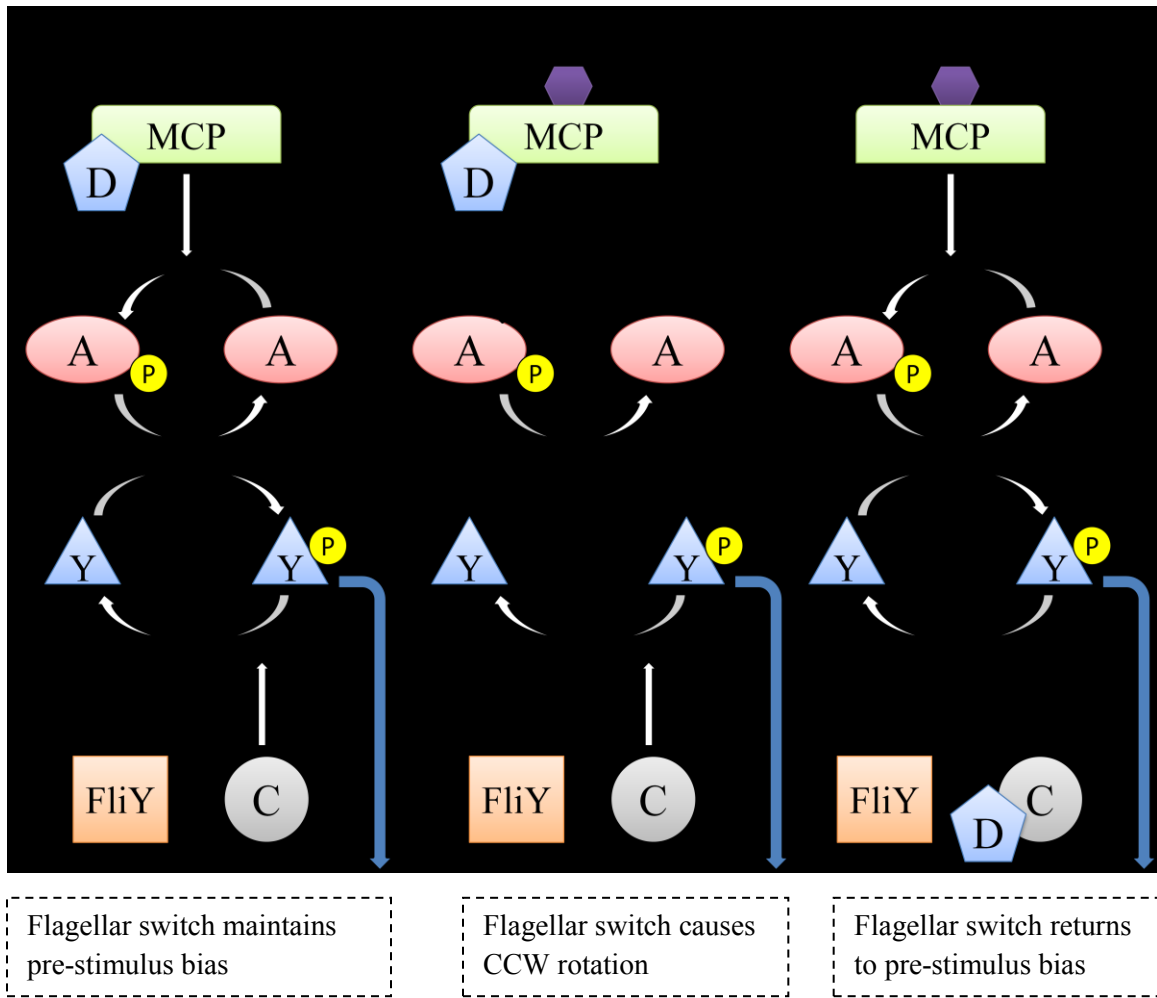 MCP MCP MCP
D D
A P A A P A A P A
Y Y P Y Y P Y Y P
FliY C FliY C FliY D C
Flagellar switch maintains
pre-stimulus bias
Flagellar switch causes
CCW rotation
Flagellar switch returns
to pre-stimulus bias